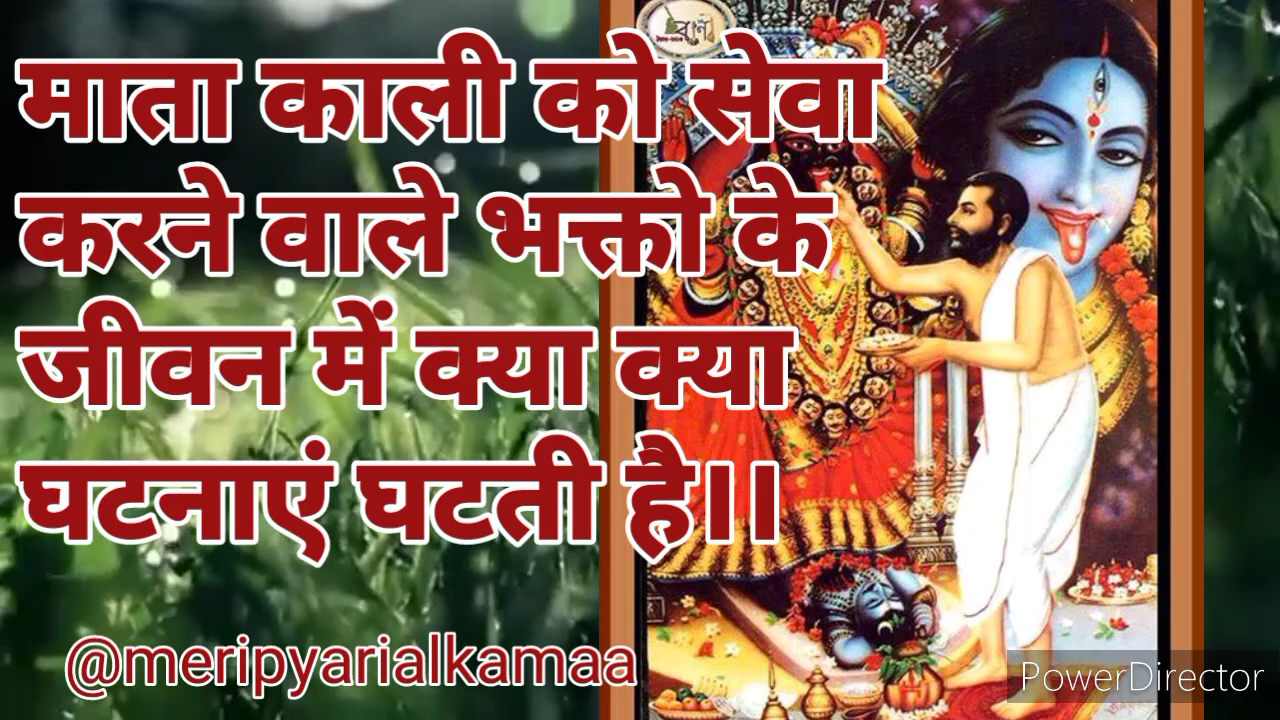 माता काली को सेवा
करने वाले भक्तो के
जीवन में क्या क्या
घटनाएं घटती है।।
@meripyarialkamaa
PowerDirector